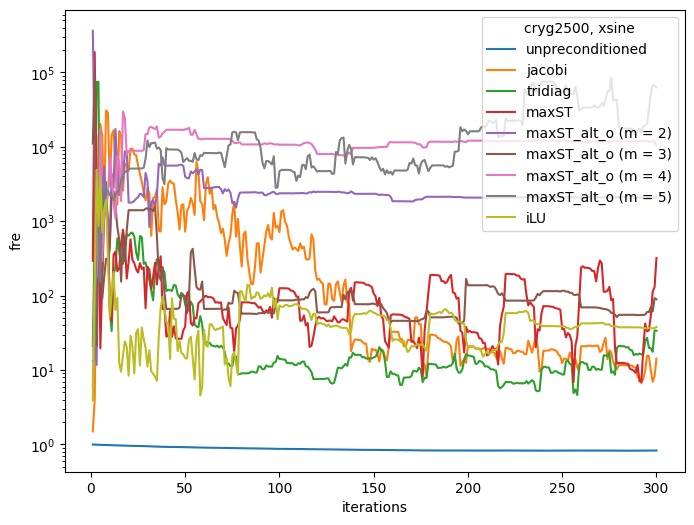 cryg2500, xsine
unpreconditioned
jacobi
tridiag
maxST
maxST_alt_o (m = 2)
maxST_alt_o (m = 3)
maxST_alt_o (m = 4)
maxST_alt_o (m = 5)
iLU
fre
10⁵
10⁴
10³
10²
10¹
10⁰
0 50 100 150 200 250 300
iterations